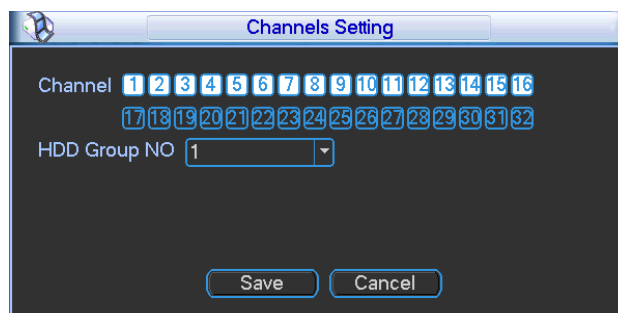 Channels Setting
Channel 1 2 3 4 5 6 7 8 9 10 11 12 13 14 15 16
17 18 19 20 21 22 23 24 25 26 27 28 29 30 31 32
HDD Group NO 1
Save Cancel